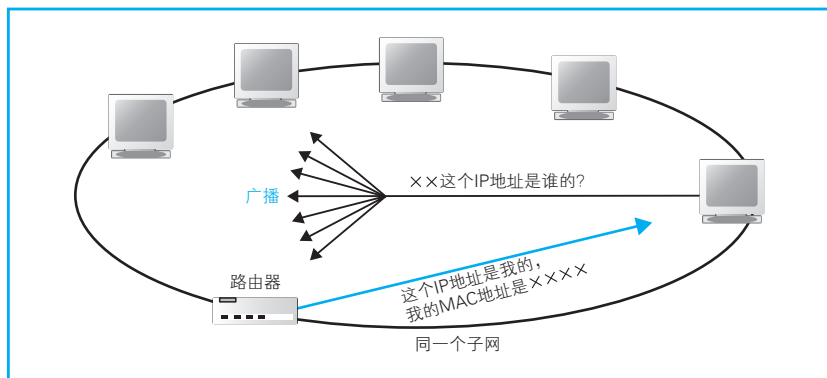 ××这个IP地址是谁的?
广播
这个IP地址是我的,
我的MAC地址是××××
路由器
同一个子网